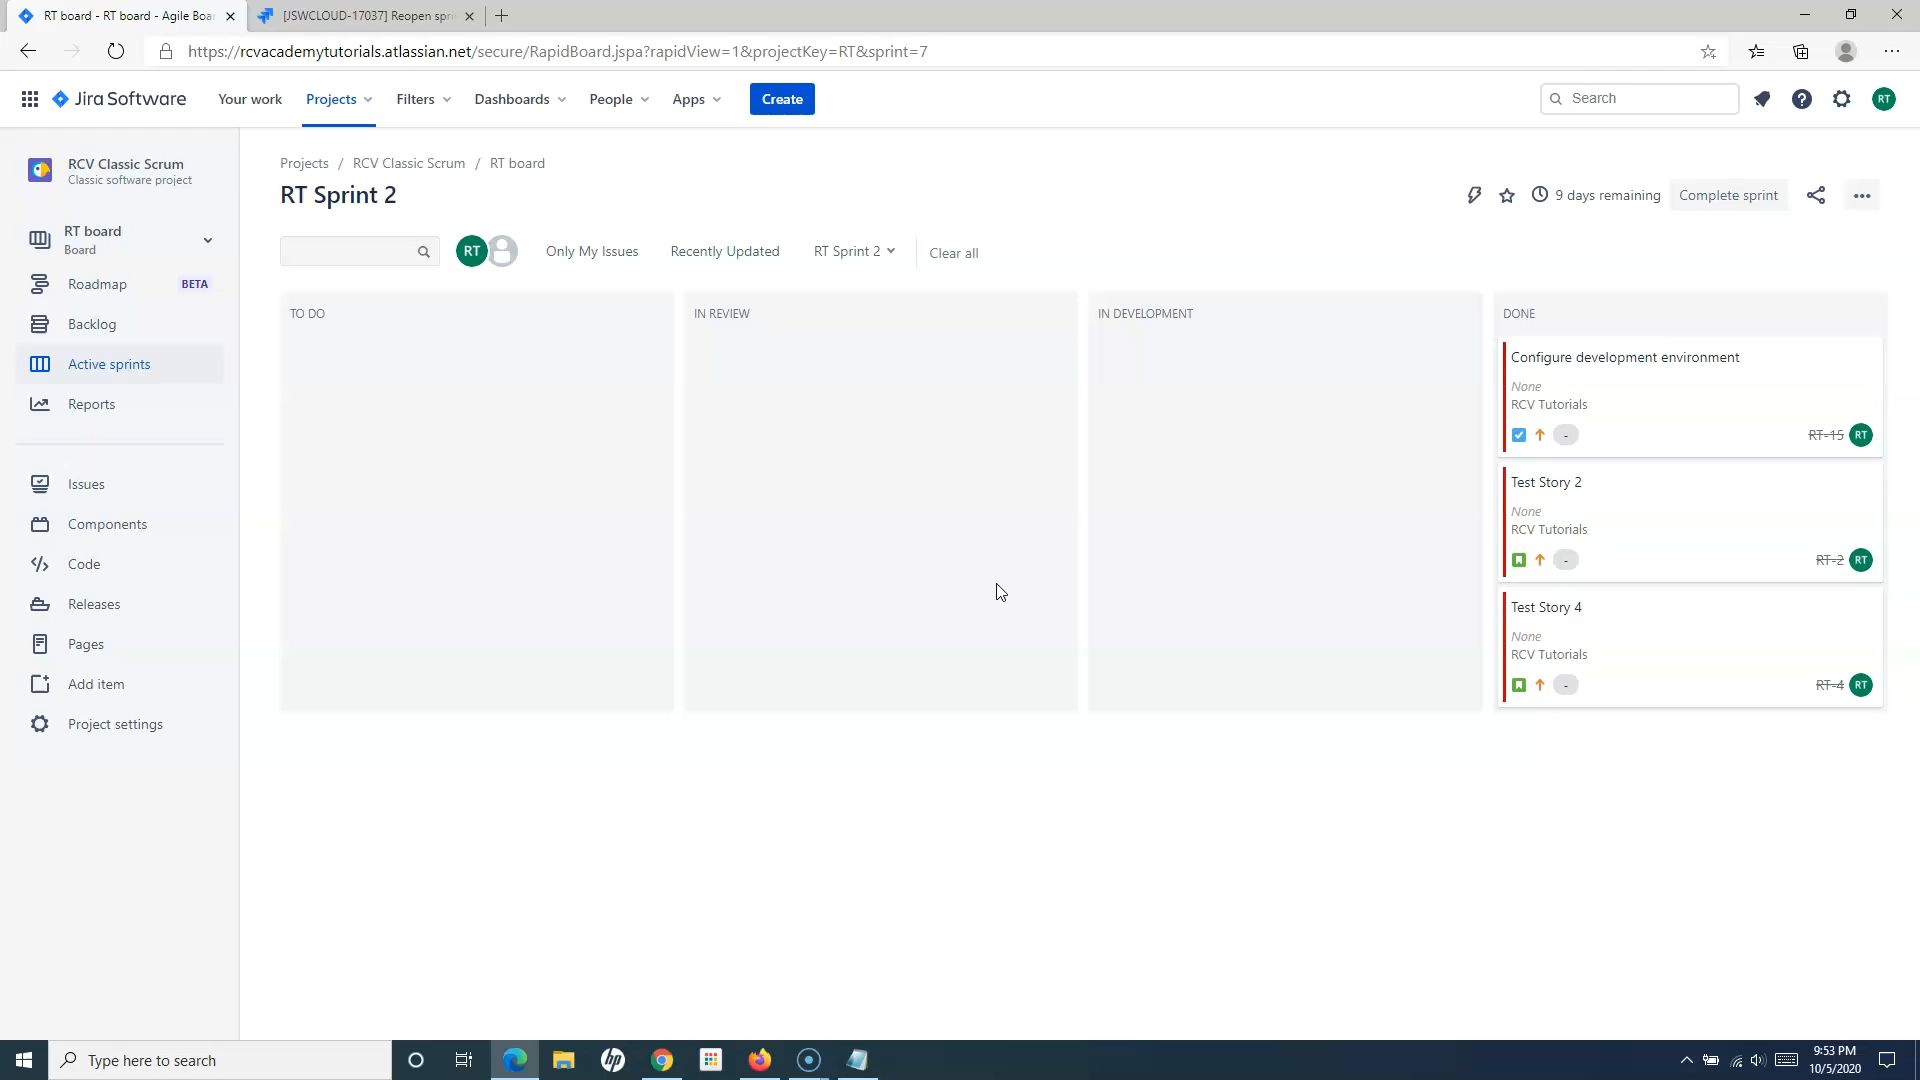 RT board - RT board - Agile Boa
[JSWCLOUD-17037] Reopen spri
https://rcvacademytutorials.atlassian.net/secure/RapidBoard.jspa?rapidView=1&projectKey=RT&sprint=7
Jira Software
Your work
Projects
Filters
Dashboards
People
Apps
Create
Search
RT
RCV Classic Scrum
Classic software project
RT board
Board
Roadmap
BETA
Backlog
Active sprints
Reports
Issues
Components
Code
Releases
Pages
Add item
Project settings
Projects / RCV Classic Scrum / RT board
RT Sprint 2
9 days remaining
Complete sprint
RT
Only My Issues
Recently Updated
RT Sprint 2
Clear all
TO DO
IN REVIEW
IN DEVELOPMENT
DONE
Configure development environment
None
RCV Tutorials
-
RT-15
RT
Test Story 2
None
RCV Tutorials
-
RT-2
RT
Test Story 4
None
RCV Tutorials
-
RT-4
RT
Type here to search
hp
9:53 PM
10/5/2020